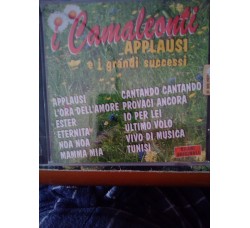 i Camaleonti
APPLAUSI
e i grandi successi
APPLAUSI
L'ORA DELL'AMORE
ESTER
ETERNITA'
NOA NOA
MAMMA MIA
CANTANDO CANTANDO
PROVACI ANCORA
IO PER LEI
ULTIMO VOLO
VIVO DI MUSICA
TUNISI